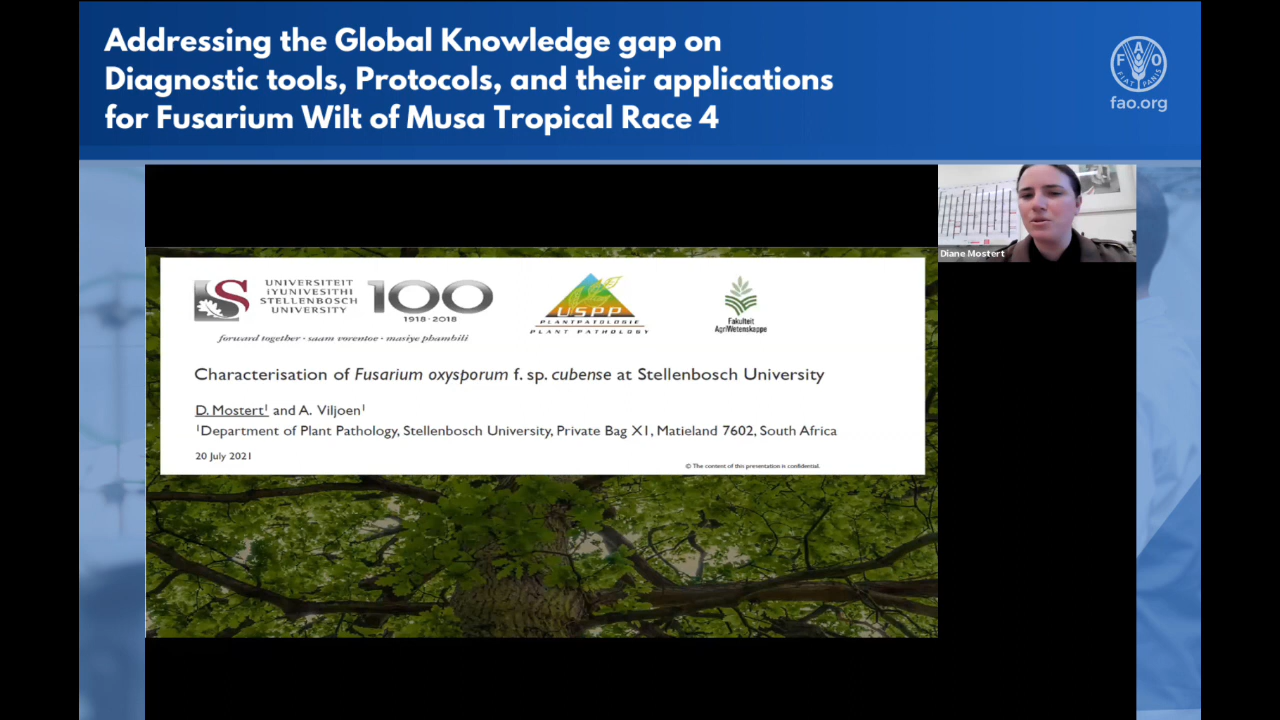 Addressing the Global Knowledge gap on
Diagnostic tools, Protocols, and their applications
for Fusarium Wilt of Musa Tropical Race 4
FAO
FIAT PANIS
fao.org
Diane Mostert
UNIVERSITEIT
iYUNIVESITHI
STELLENBOSCH
UNIVERSITY
100
1918-2018
forward together · saam vorentoe · masiye phambili
USPP
PLANTPATOLOGIE
PLANT PATHOLOGY
Fakulteit
AgriWetenskappe
Characterisation of Fusarium oxysporum f. sp. cubense at Stellenbosch University
D. Mostert¹ and A. Viljoen¹
¹Department of Plant Pathology, Stellenbosch University, Private Bag X1, Matieland 7602, South Africa
20 July 2021
© The content of this presentation is confidential.